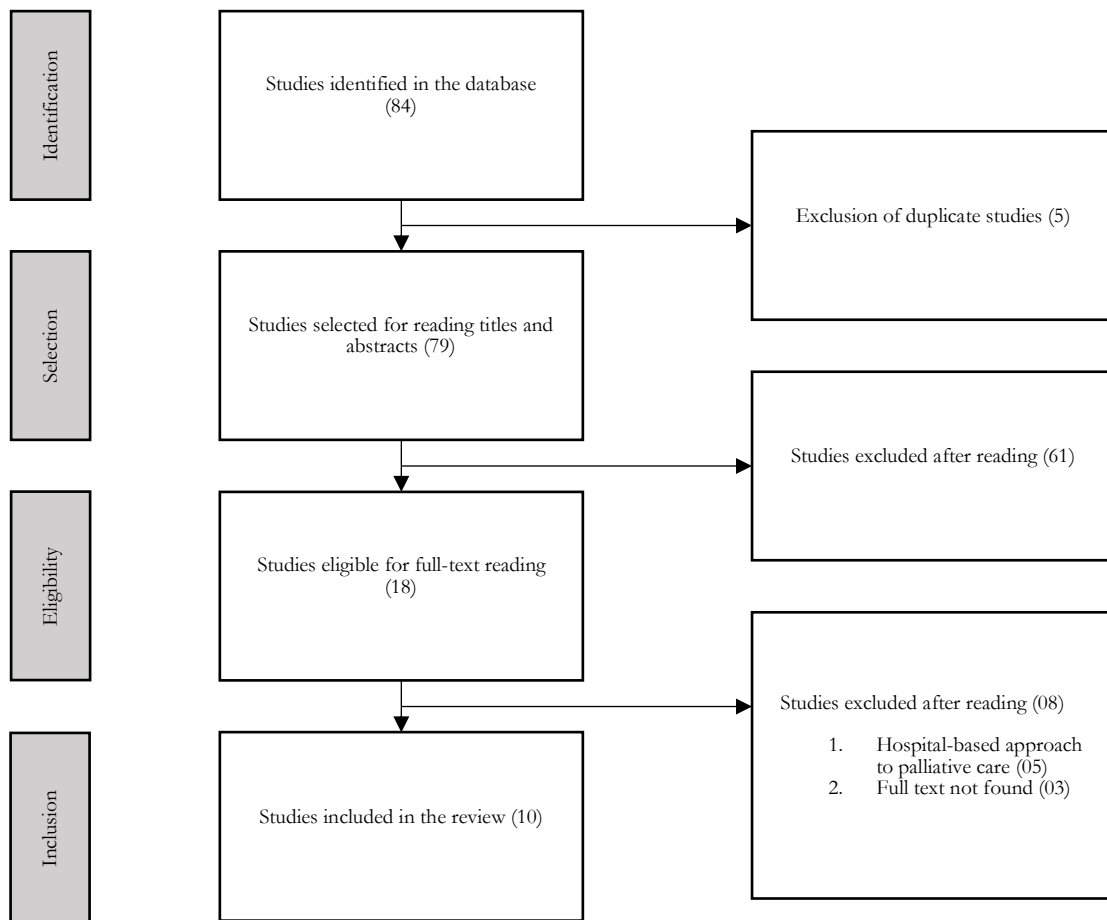 Identification
Studies identified in the database
(84)
Exclusion of duplicate studies (5)
Selection
Studies selected for reading titles and
abstracts (79)
Studies excluded after reading (61)
Eligibility
Studies eligible for full-text reading
(18)
Studies excluded after reading (08)
1. Hospital-based approach
to palliative care (05)
2. Full text not found (03)
Inclusion
Studies included in the review (10)